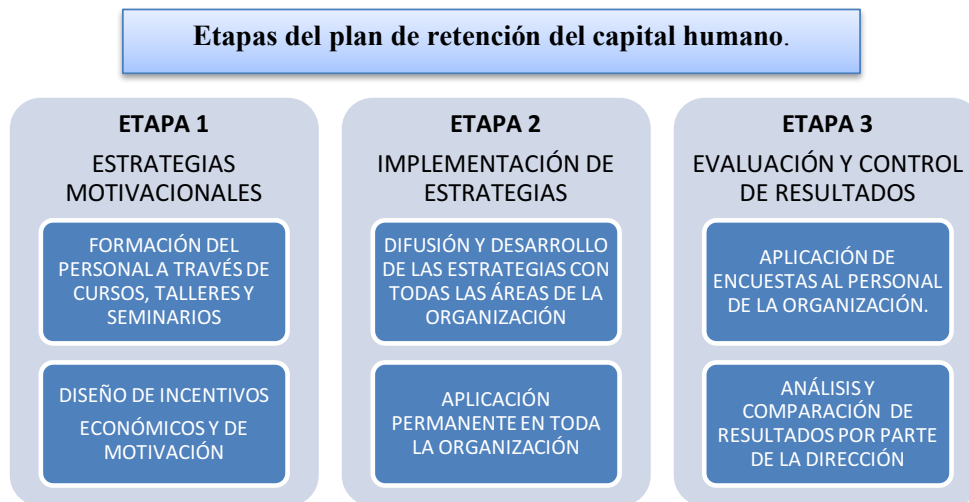 Etapas del plan de retención del capital humano.
ETAPA 1
ESTRATEGIAS
MOTIVACIONALES
FORMACIÓN DEL
PERSONAL A TRAVÉS DE
CURSOS, TALLERES Y
SEMINARIOS
DISEÑO DE INCENTIVOS
ECONÓMICOS Y DE
MOTIVACIÓN
ETAPA 2
IMPLEMENTACIÓN DE
ESTRATEGIAS
DIFUSIÓN Y DESARROLLO
DE LAS ESTRATEGIAS CON
TODAS LAS ÁREAS DE LA
ORGANIZACIÓN
APLICACIÓN
PERMANENTE EN TODA
LA ORGANIZACIÓN
ETAPA 3
EVALUACIÓN Y CONTROL
DE RESULTADOS
APLICACIÓN DE
ENCUESTAS AL PERSONAL
DE LA ORGANIZACIÓN.
ANÁLISIS Y
COMPARACIÓN DE
RESULTADOS POR PARTE
DE LA DIRECCIÓN